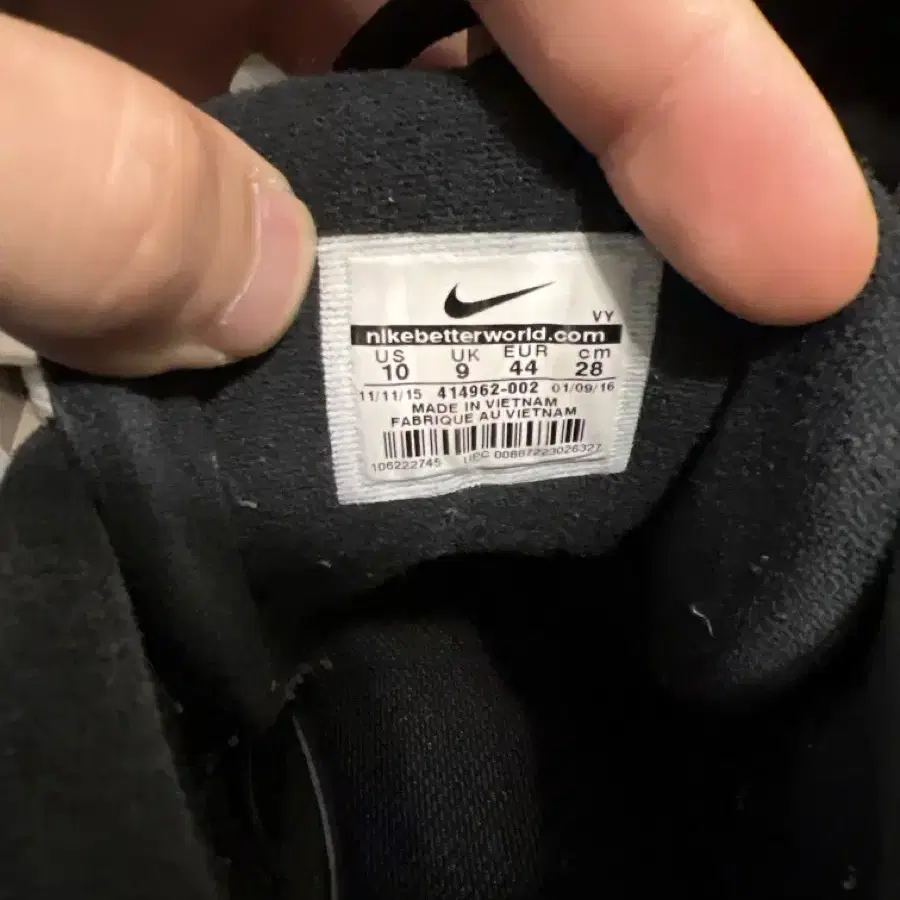 VY
nikebetterworld.com
US UK EUR cm
10 9 44 28
11/11/15 414962-002 01/09/16
MADE IN VIETNAM
FABRIQUE AU VIETNAM
106222745 UPC 00887223026327